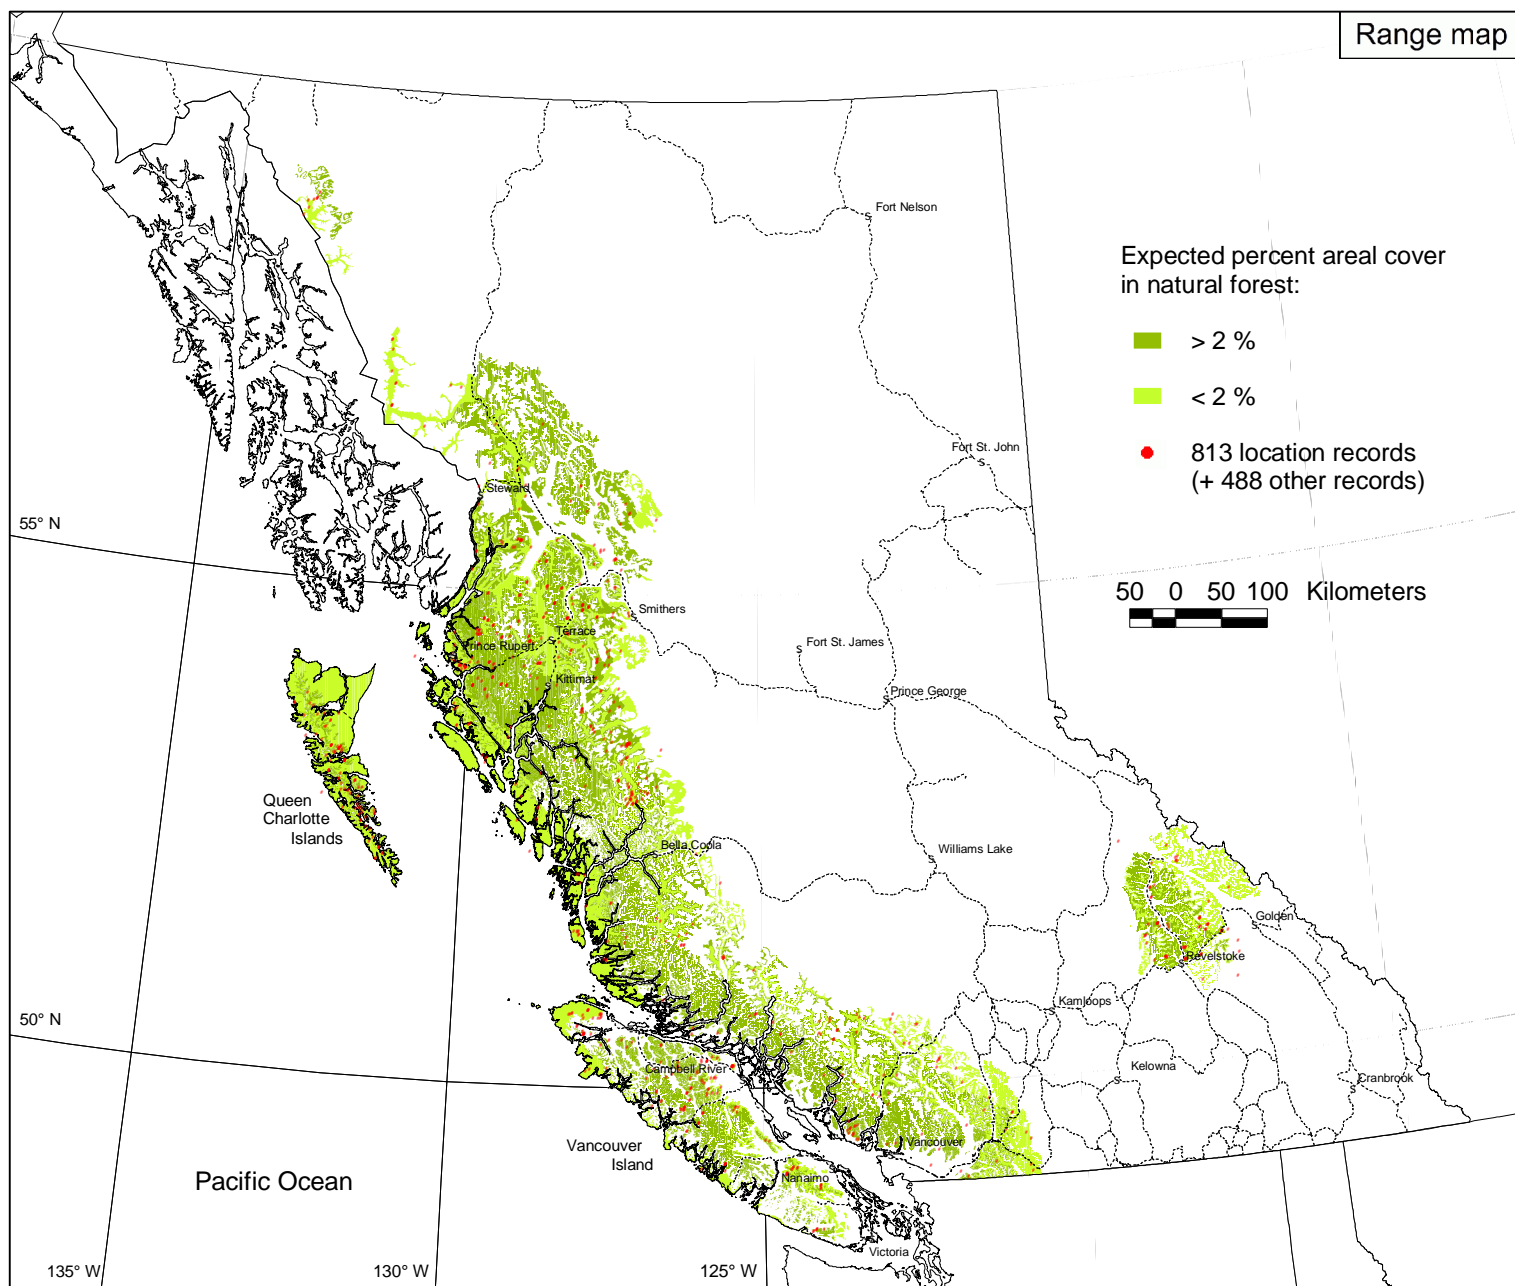 Range map
Fort Nelson
Expected percent areal cover
in natural forest:
> 2 %
< 2 %
813 location records
(+ 488 other records)
Fort St. John
Steward
55° N
50 0 50 100 Kilometers
Smithers
Terrace
Prince Rupert
Fort St. James
Kittimat
Prince George
Queen
Charlotte
Islands
Bella Coola
Williams Lake
Golden
Revelstoke
Kamloops
50° N
Campbell River
Kelowna
Cranbrook
Vancouver
Island
Vancouver
Nanaimo
Pacific Ocean
Victoria
135° W
130° W
125° W